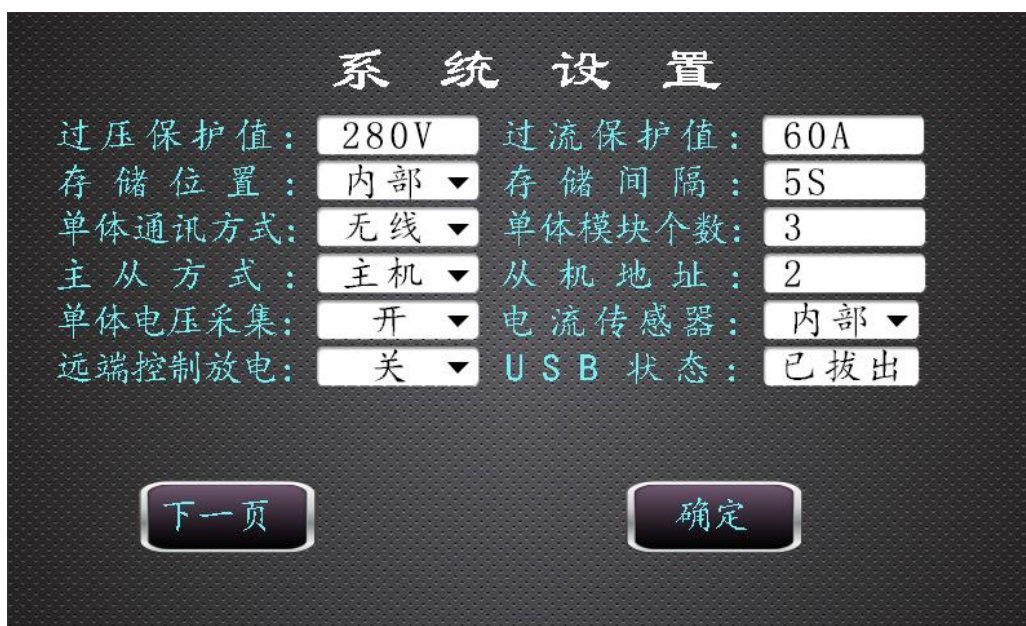 系统设置
过压保护值： 280V 过流保护值： 60A
存储位置： 内部 存储间隔： 5S
单体通讯方式： 无线 单体模块个数： 3
主从方式： 主机 从机地址： 2
单体电压采集： 开 电流传感器： 内部
远端控制放电： 关 USB状态： 已拔出
下一页 确定